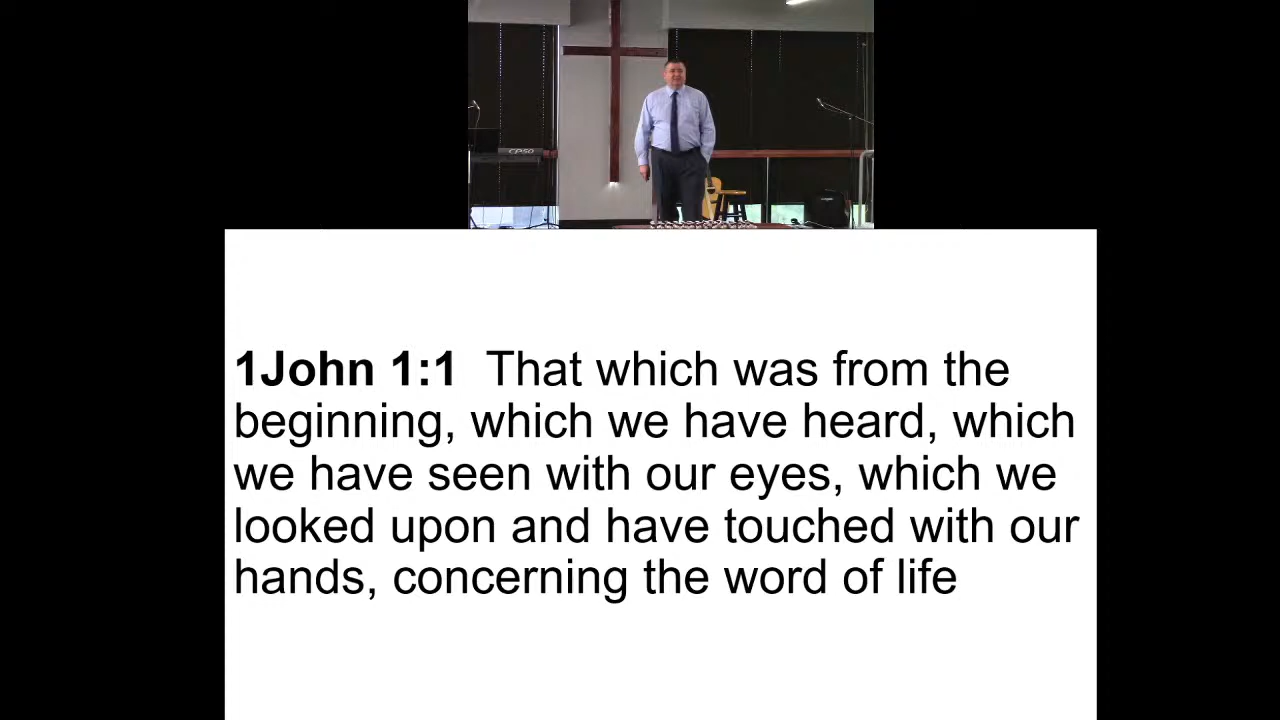 CP50
1John 1:1 That which was from the
beginning, which we have heard, which
we have seen with our eyes, which we
looked upon and have touched with our
hands, concerning the word of life